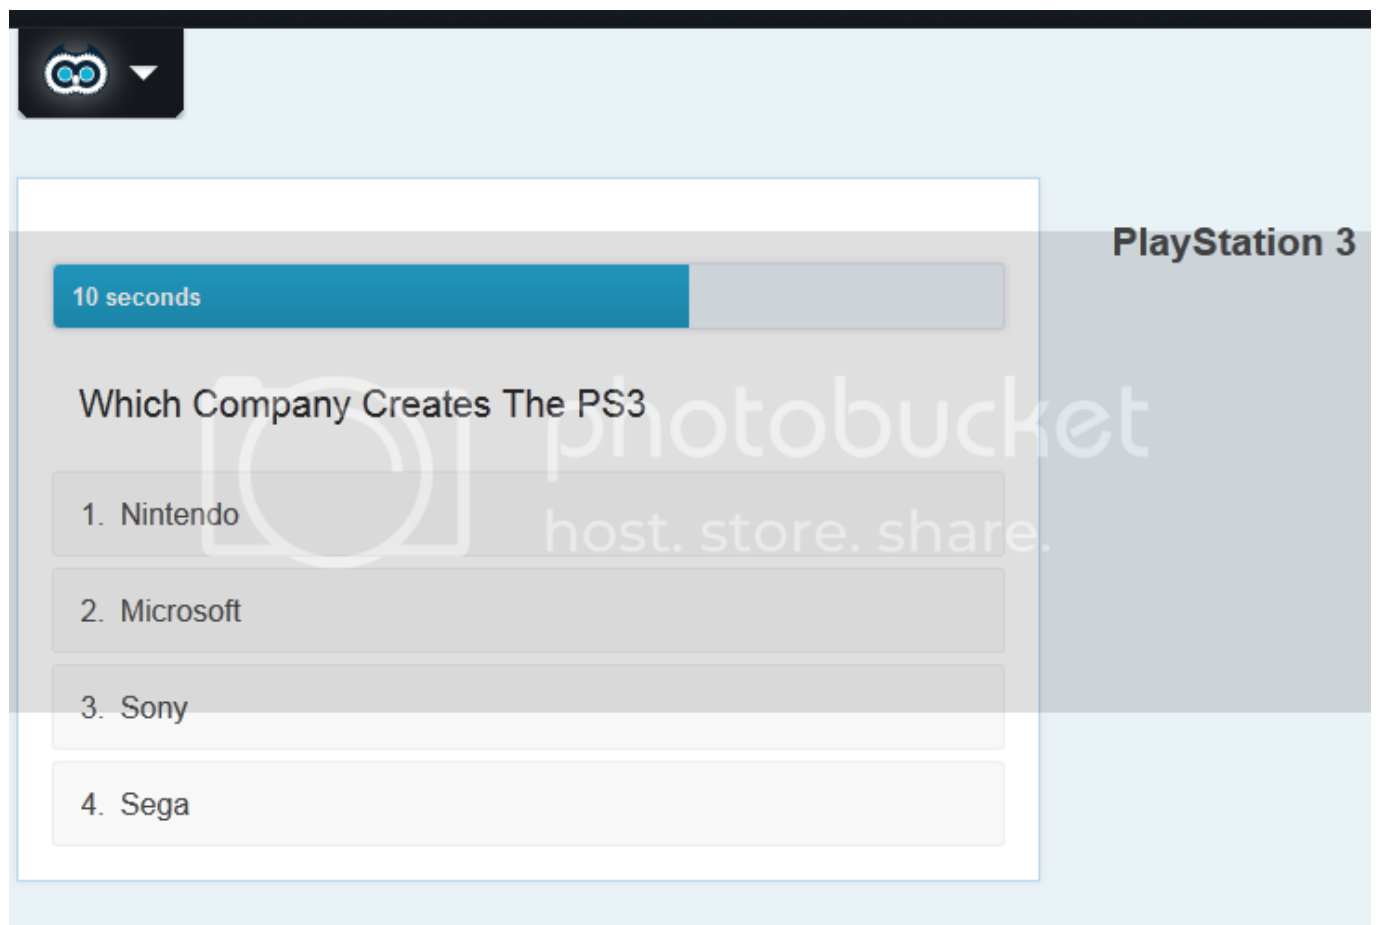 PlayStation 3
10 seconds
Which Company Creates The PS3
photobucket
host. store. share.
1. Nintendo
2. Microsoft
3. Sony
4. Sega